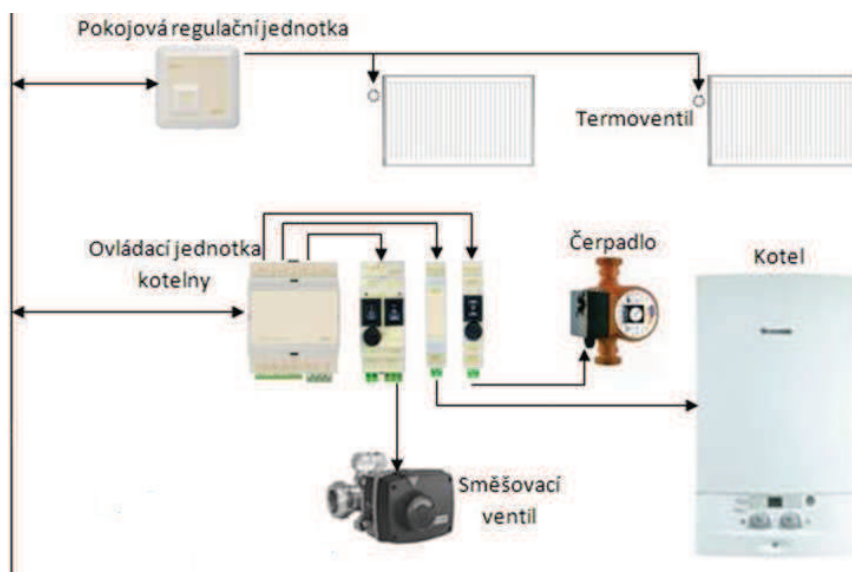 Pokojová regulační jednotka
Termoventil
Ovládací jednotka
kotelny
Čerpadlo
Kotel
Směšovací
ventil